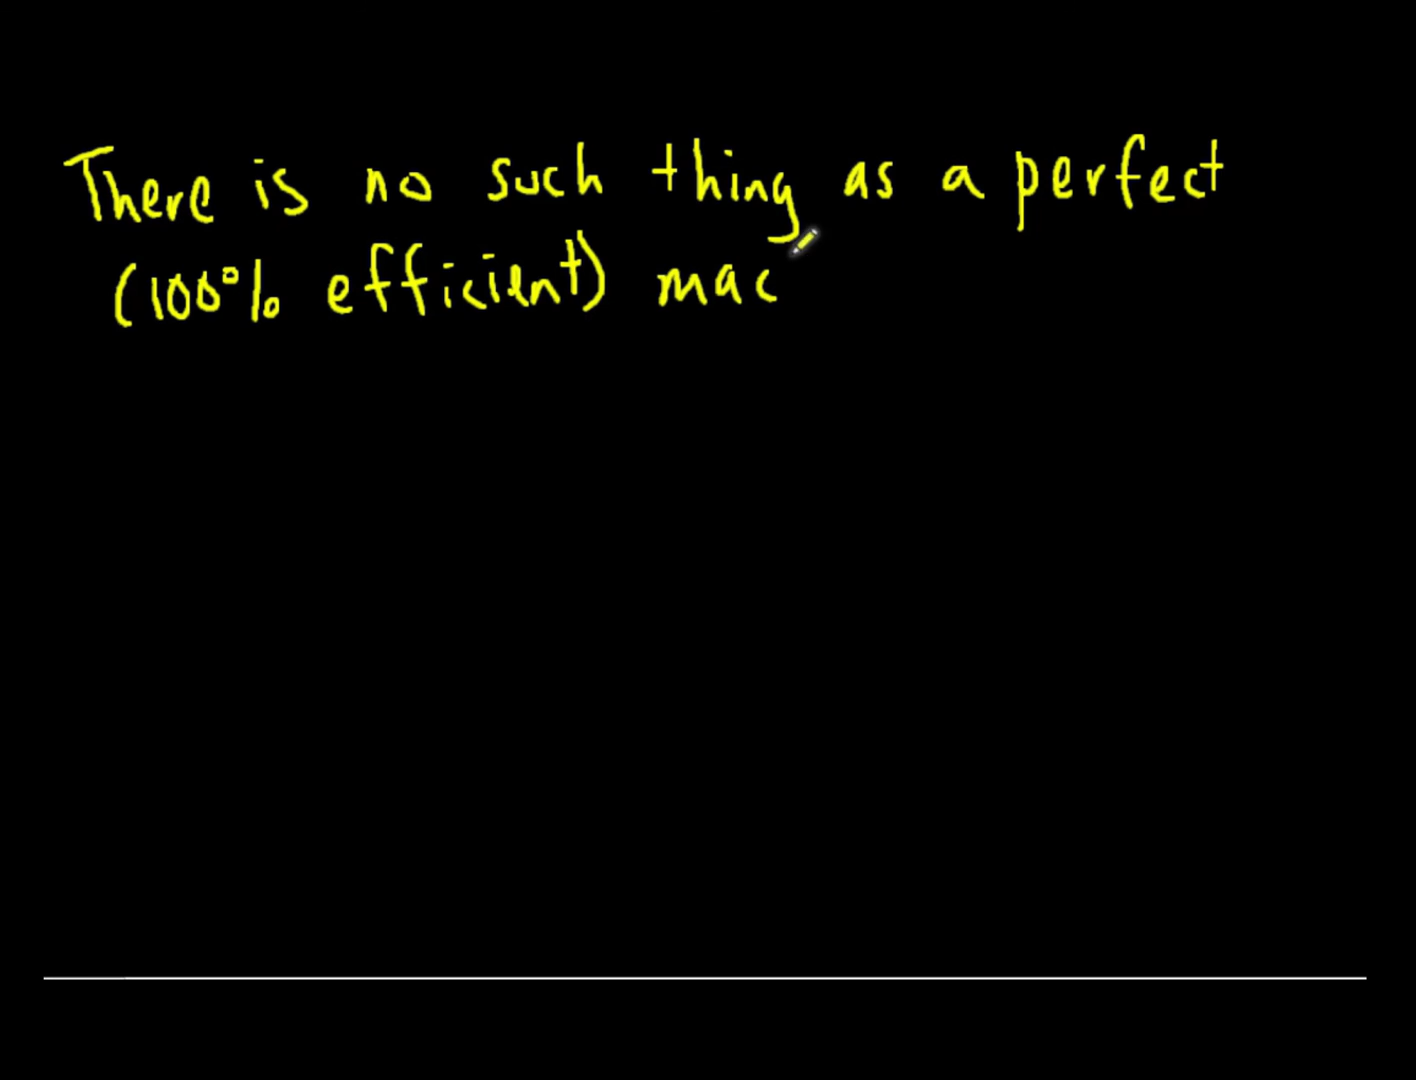 There is no such thing as a perfect
(100% efficient) mac